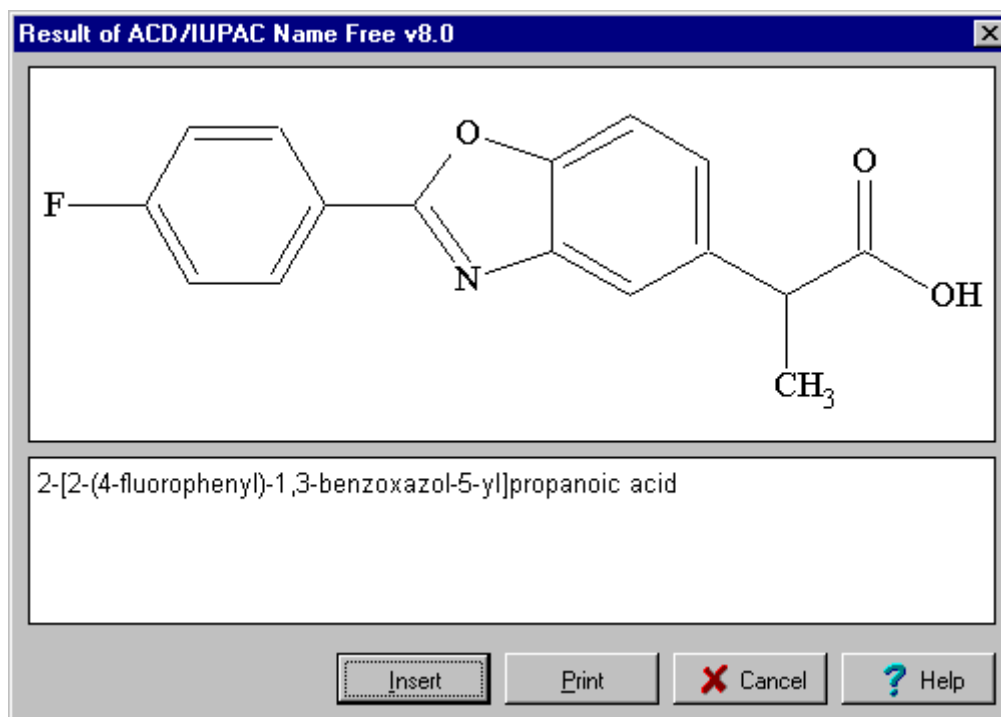 Result of ACD/IUPAC Name Free v8.0
O
O
F
N
OH
CH3
2-[2-(4-fluorophenyl)-1,3-benzoxazol-5-yl]propanoic acid
Insert
Print
Cancel
? Help